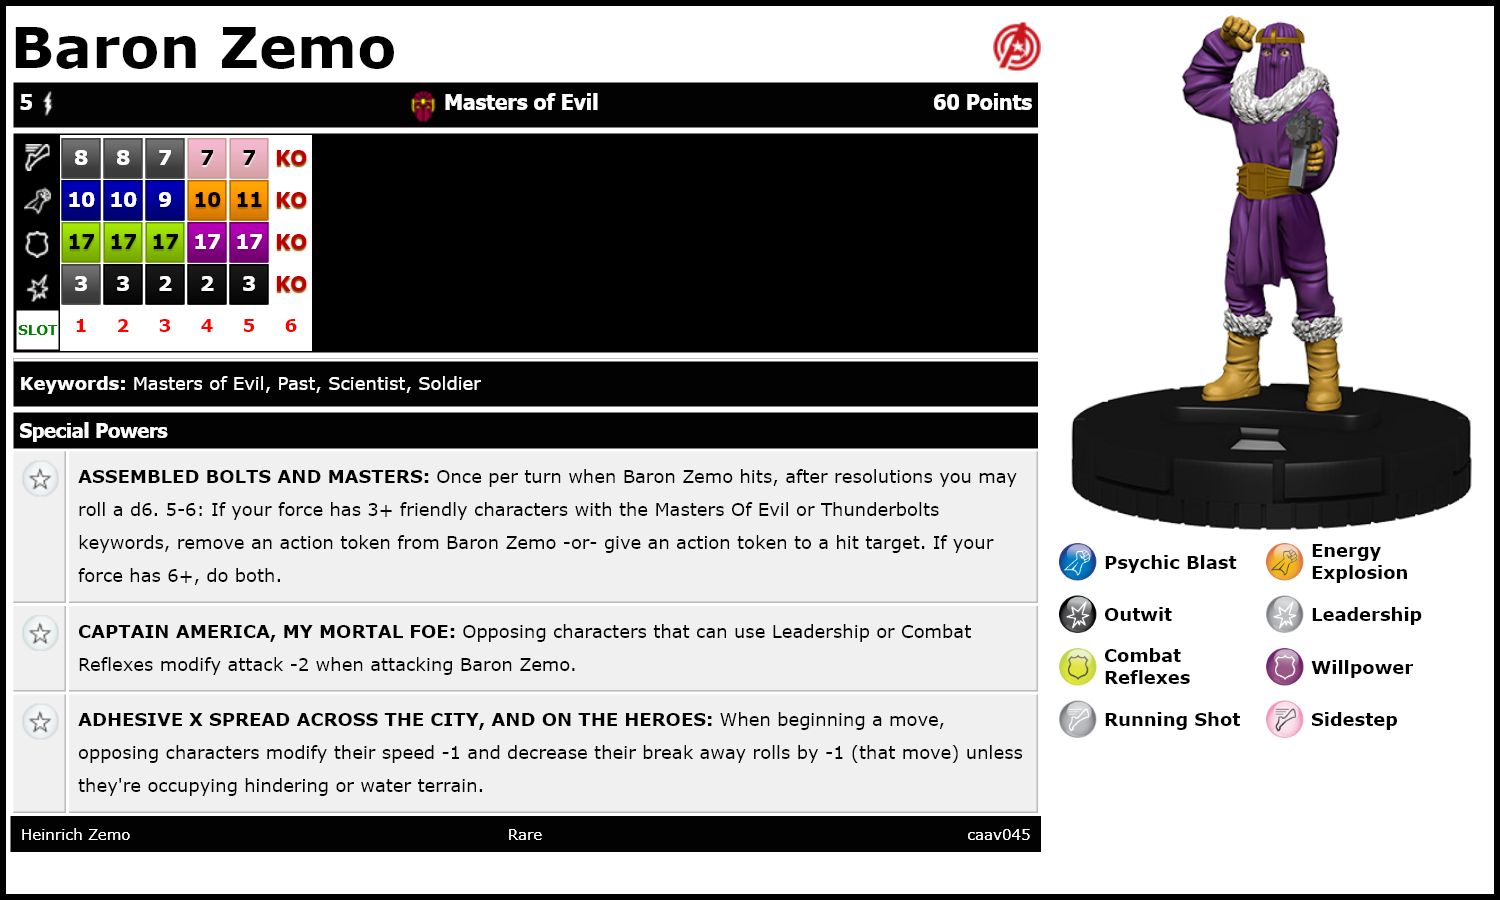 Baron Zemo
5 Masters of Evil 60 Points
8 8 7 7 7 KO
10 10 9 10 11 KO
17 17 17 17 17 KO
3 3 2 2 3 KO
SLOT 1 2 3 4 5 6
Keywords: Masters of Evil, Past, Scientist, Soldier
Special Powers
ASSEMBLED BOLTS AND MASTERS: Once per turn when Baron Zemo hits, after resolutions you may
roll a d6. 5-6: If your force has 3+ friendly characters with the Masters Of Evil or Thunderbolts
keywords, remove an action token from Baron Zemo -or- give an action token to a hit target. If your
force has 6+, do both.
CAPTAIN AMERICA, MY MORTAL FOE: Opposing characters that can use Leadership or Combat
Reflexes modify attack -2 when attacking Baron Zemo.
ADHESIVE X SPREAD ACROSS THE CITY, AND ON THE HEROES: When beginning a move,
opposing characters modify their speed -1 and decrease their break away rolls by -1 (that move) unless
they're occupying hindering or water terrain.
Heinrich Zemo Rare caav045
Psychic Blast
Energy
Explosion
Outwit
Leadership
Combat
Reflexes
Willpower
Running Shot
Sidestep